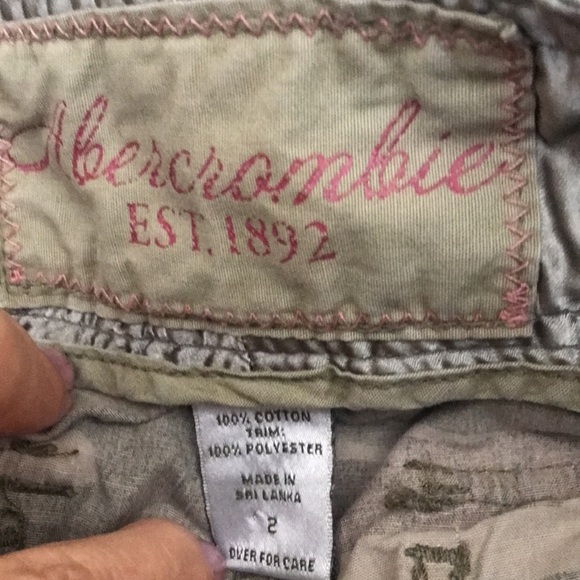 Abercrombie
EST. 1892
100% COTTON
TRIM:
100% POLYESTER
MADE IN
SRI LANKA
2
OVER FOR CARE